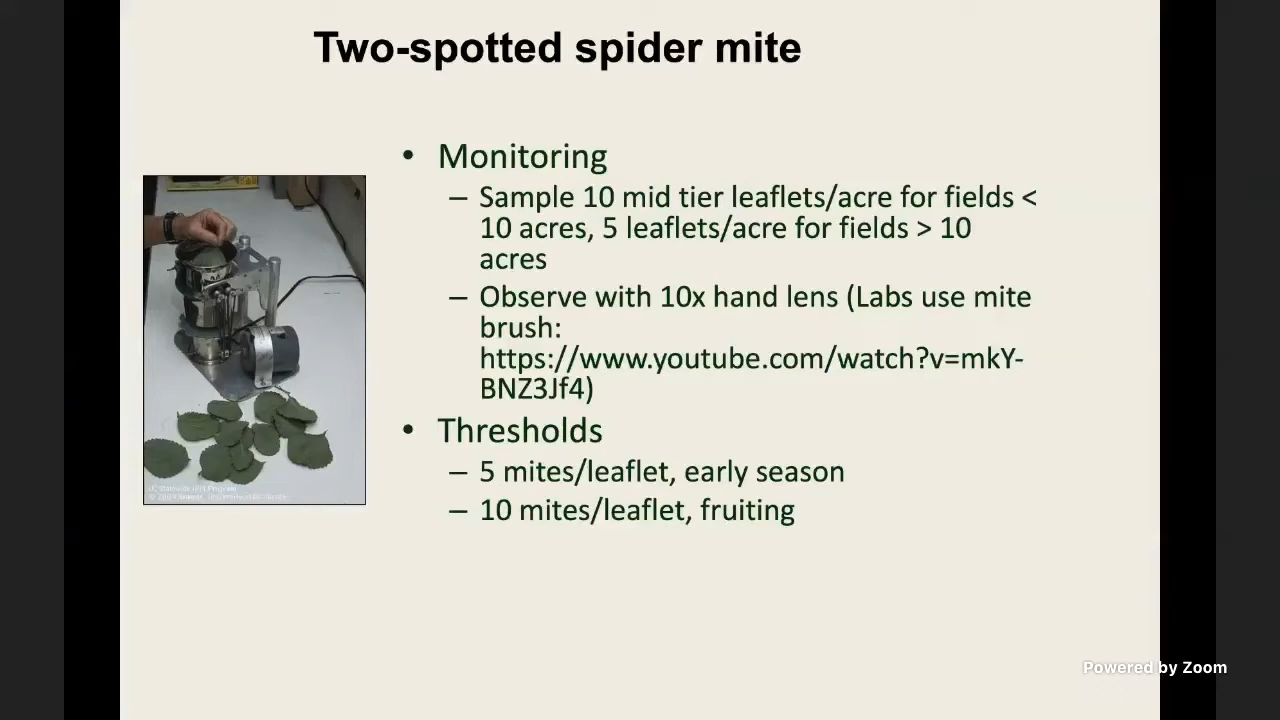 Two-spotted spider mite
• Monitoring
– Sample 10 mid tier leaflets/acre for fields <
10 acres, 5 leaflets/acre for fields > 10
acres
– Observe with 10x hand lens (Labs use mite
brush:
https://www.youtube.com/watch?v=mkY-
BNZ3Jf4)
• Thresholds
– 5 mites/leaflet, early season
– 10 mites/leaflet, fruiting
Powered by Zoom